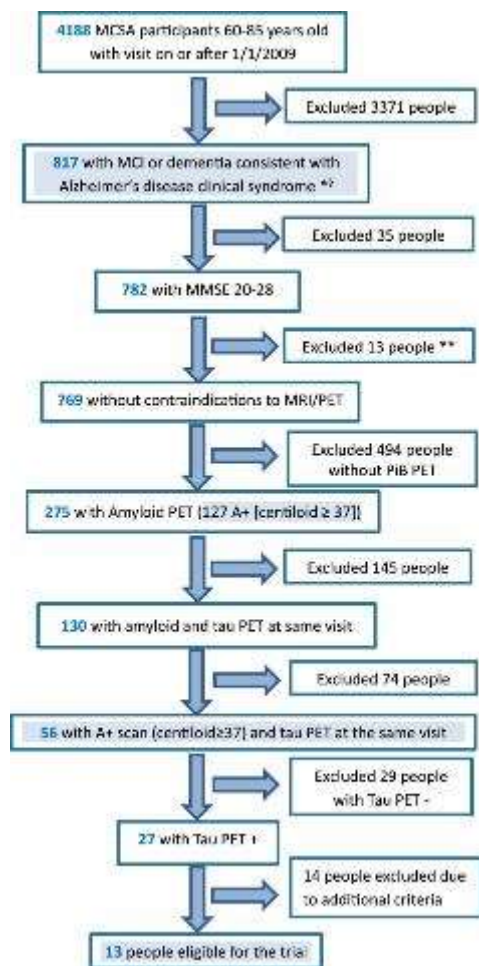 4188 MCSA participants 60-85 years old
with visit on or after 1/1/2009
Excluded 3371 people
817 with MCI or dementia consistent with
Alzheimer's disease clinical syndrome
Excluded 35 people
782 with MMSE 20-28
Excluded 13 people **
769 without contraindications to MRI/PET
Excluded 494 people
without PiB PET
275 with Amyloid PET (127 A+ [centiloid ≥ 37])
Excluded 145 people
130 with amyloid and tau PET at same visit
Excluded 74 people
56 with A+ scan (centiloid≥37) and tau PET at the same visit
Excluded 29 people
with Tau PET -
27 with Tau PET +
14 people excluded due
to additional criteria
13 people eligible for the trial